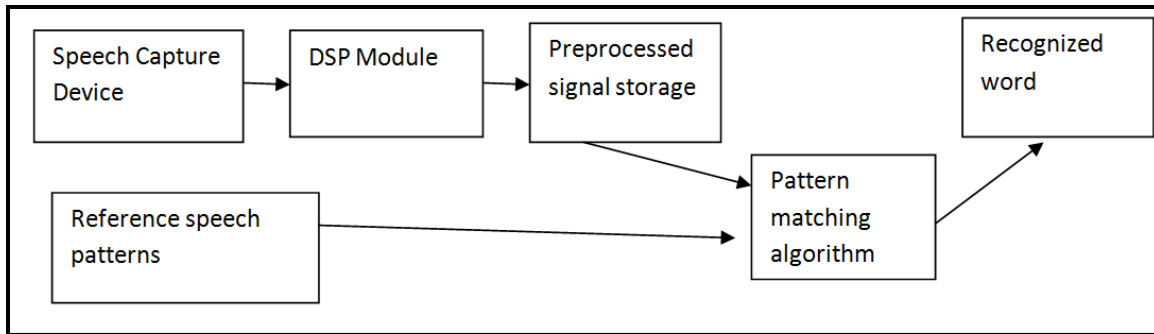 Speech Capture
Device
DSP Module
Preprocessed
signal storage
Recognized
word
Reference speech
patterns
Pattern
matching
algorithm